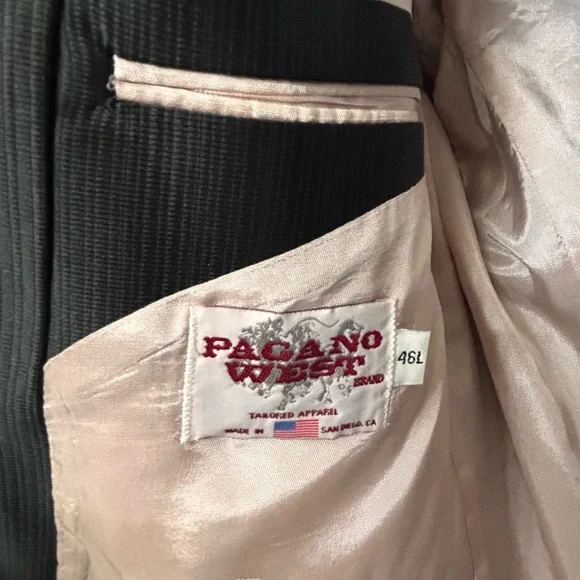 PAGANO
WEST
BRAND
46L
TAILORED APPAREL
MADE IN SAN DIEGO, CA